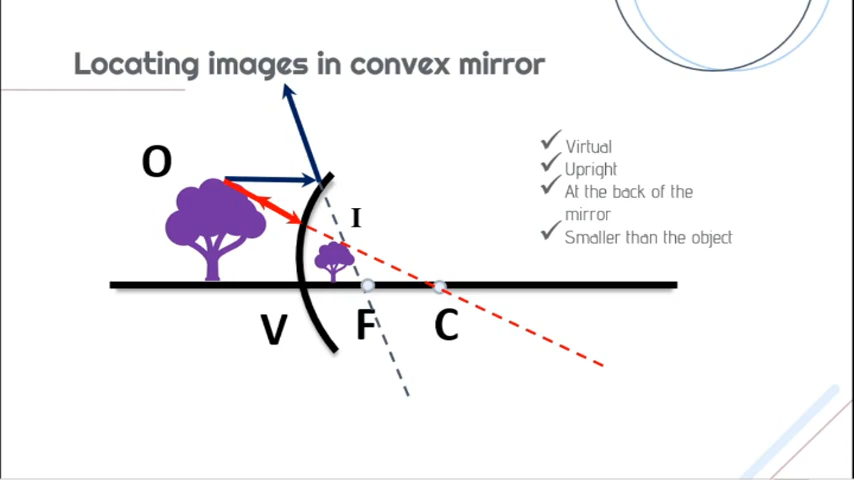 Locating images in convex mirror
O
Virtual
Upright
At the back of the
mirror
I
Smaller than the object
V
F
C